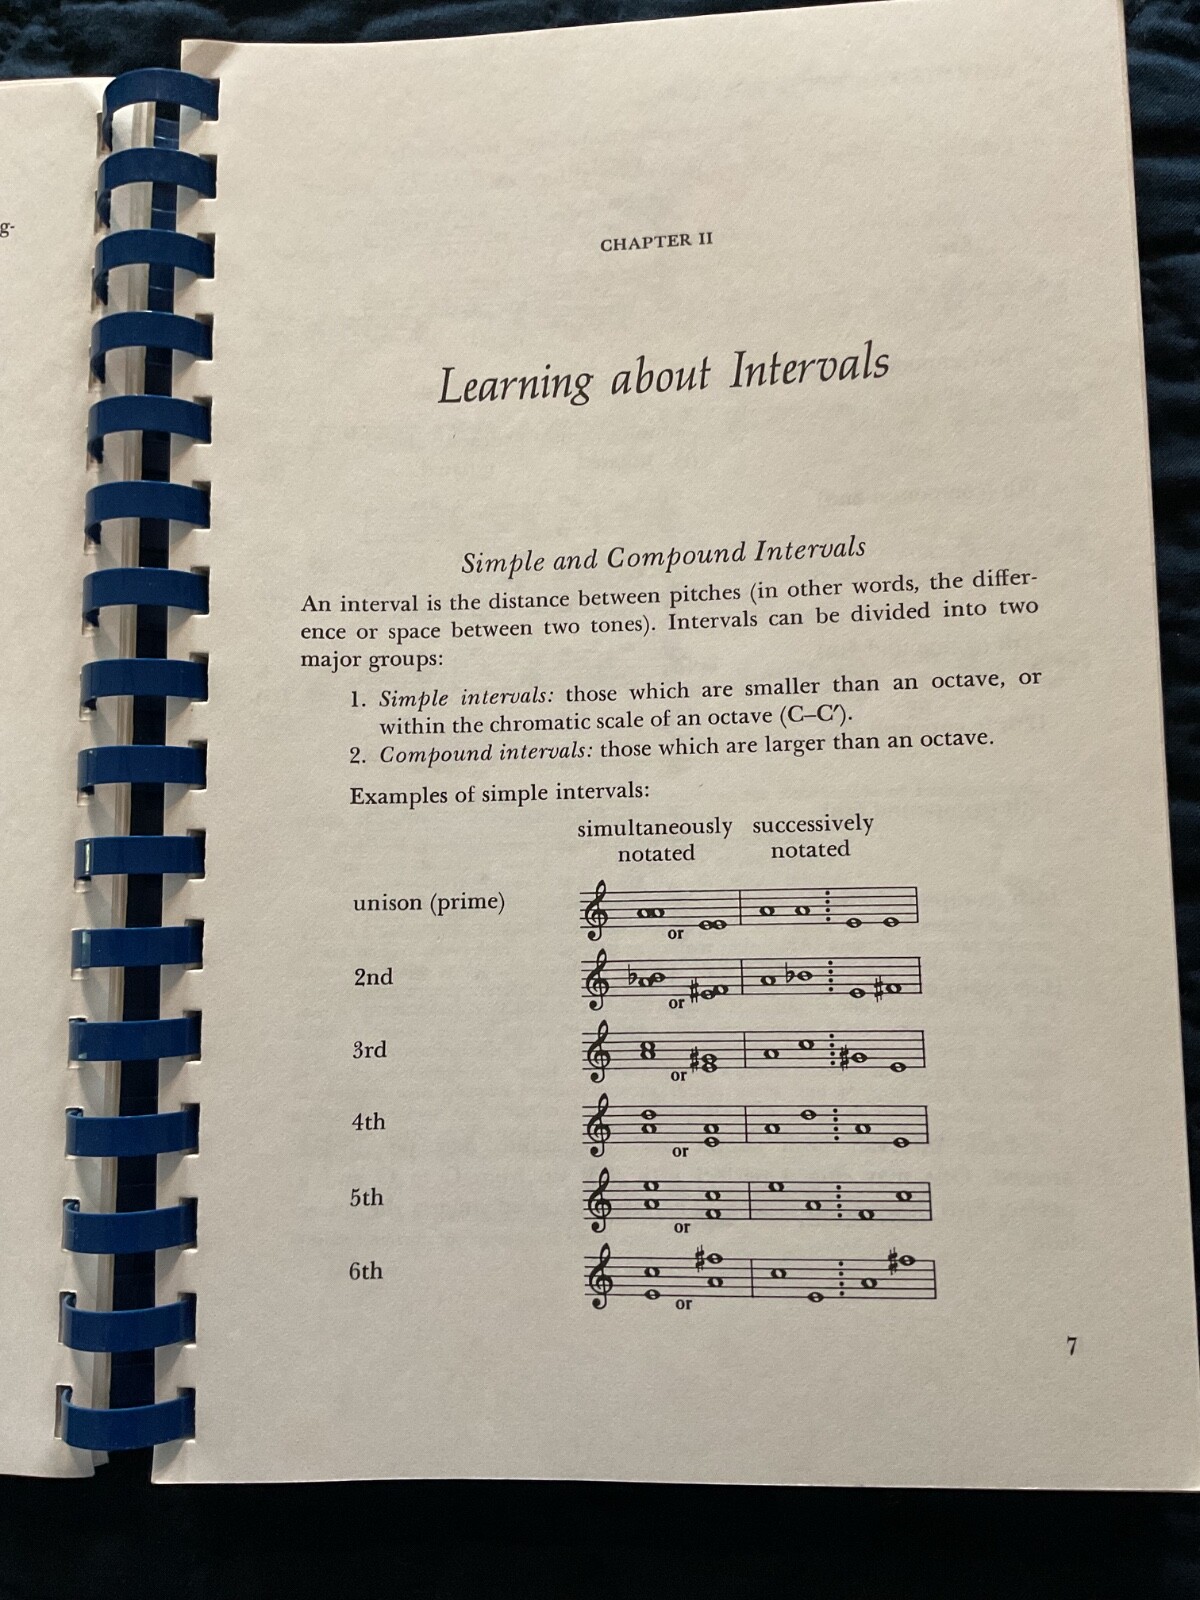 g-
CHAPTER II
Learning about Intervals
Simple and Compound Intervals
An interval is the distance between pitches (in other words, the differ-
ence or space between two tones). Intervals can be divided into two
major groups:
1. Simple intervals: those which are smaller than an octave, or
within the chromatic scale of an octave (C–C′).
2. Compound intervals: those which are larger than an octave.
Examples of simple intervals:
simultaneously successively
notated notated
unison (prime)
or
2nd
or
3rd
or
4th
or
5th
or
6th
or
7